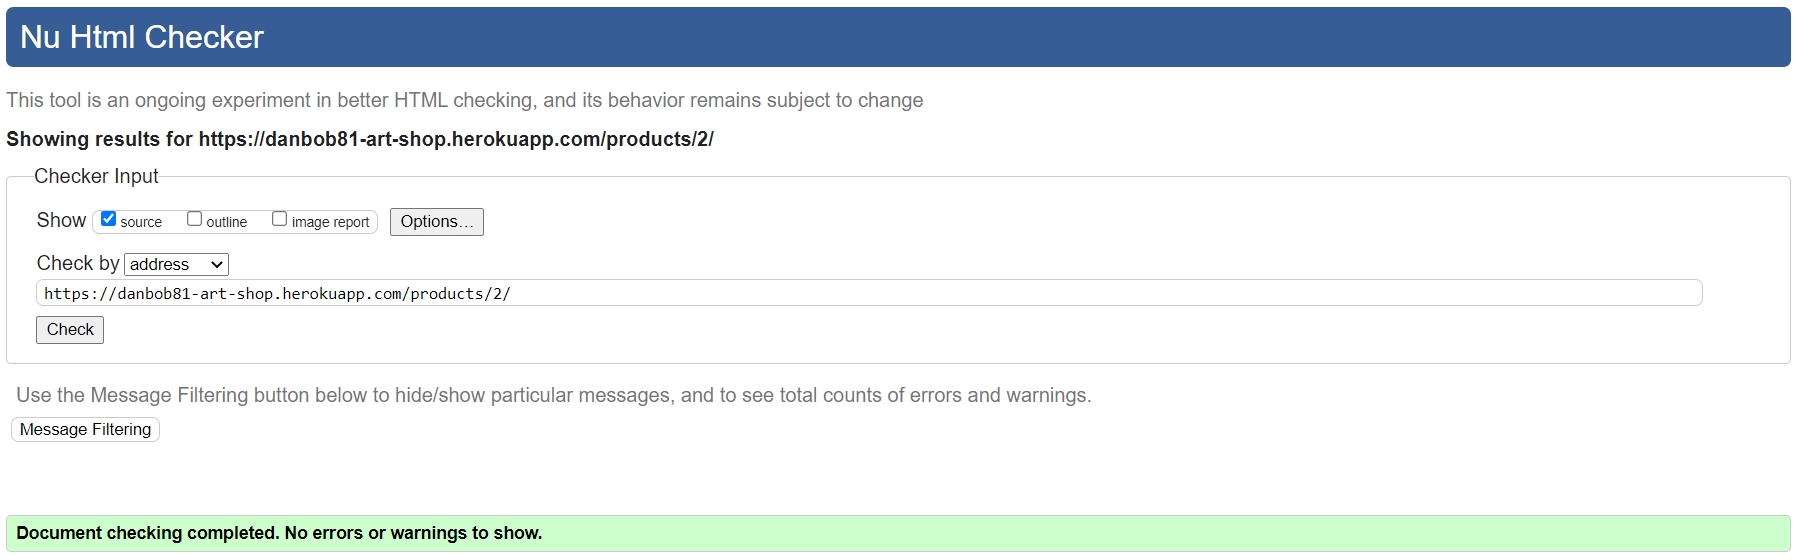 Nu Html Checker
This tool is an ongoing experiment in better HTML checking, and its behavior remains subject to change
Showing results for https://danbob81-art-shop.herokuapp.com/products/2/
Checker Input
Show source outline image report Options...
Check by address
https://danbob81-art-shop.herokuapp.com/products/2/
Check
Use the Message Filtering button below to hide/show particular messages, and to see total counts of errors and warnings.
Message Filtering
Document checking completed. No errors or warnings to show.